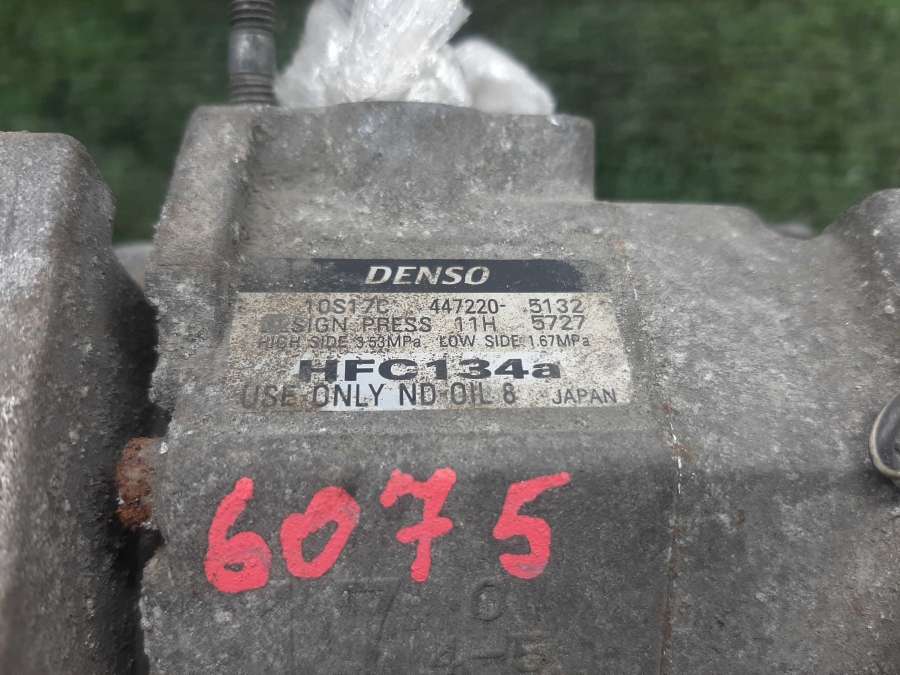 DENSO
10S17C 447220- 5132
SIGN PRESS 11H 5727
HIGH SIDE 3.53MPa LOW SIDE 1.67MPa
HFC134a
USE ONLY ND-OIL 8 JAPAN
6075